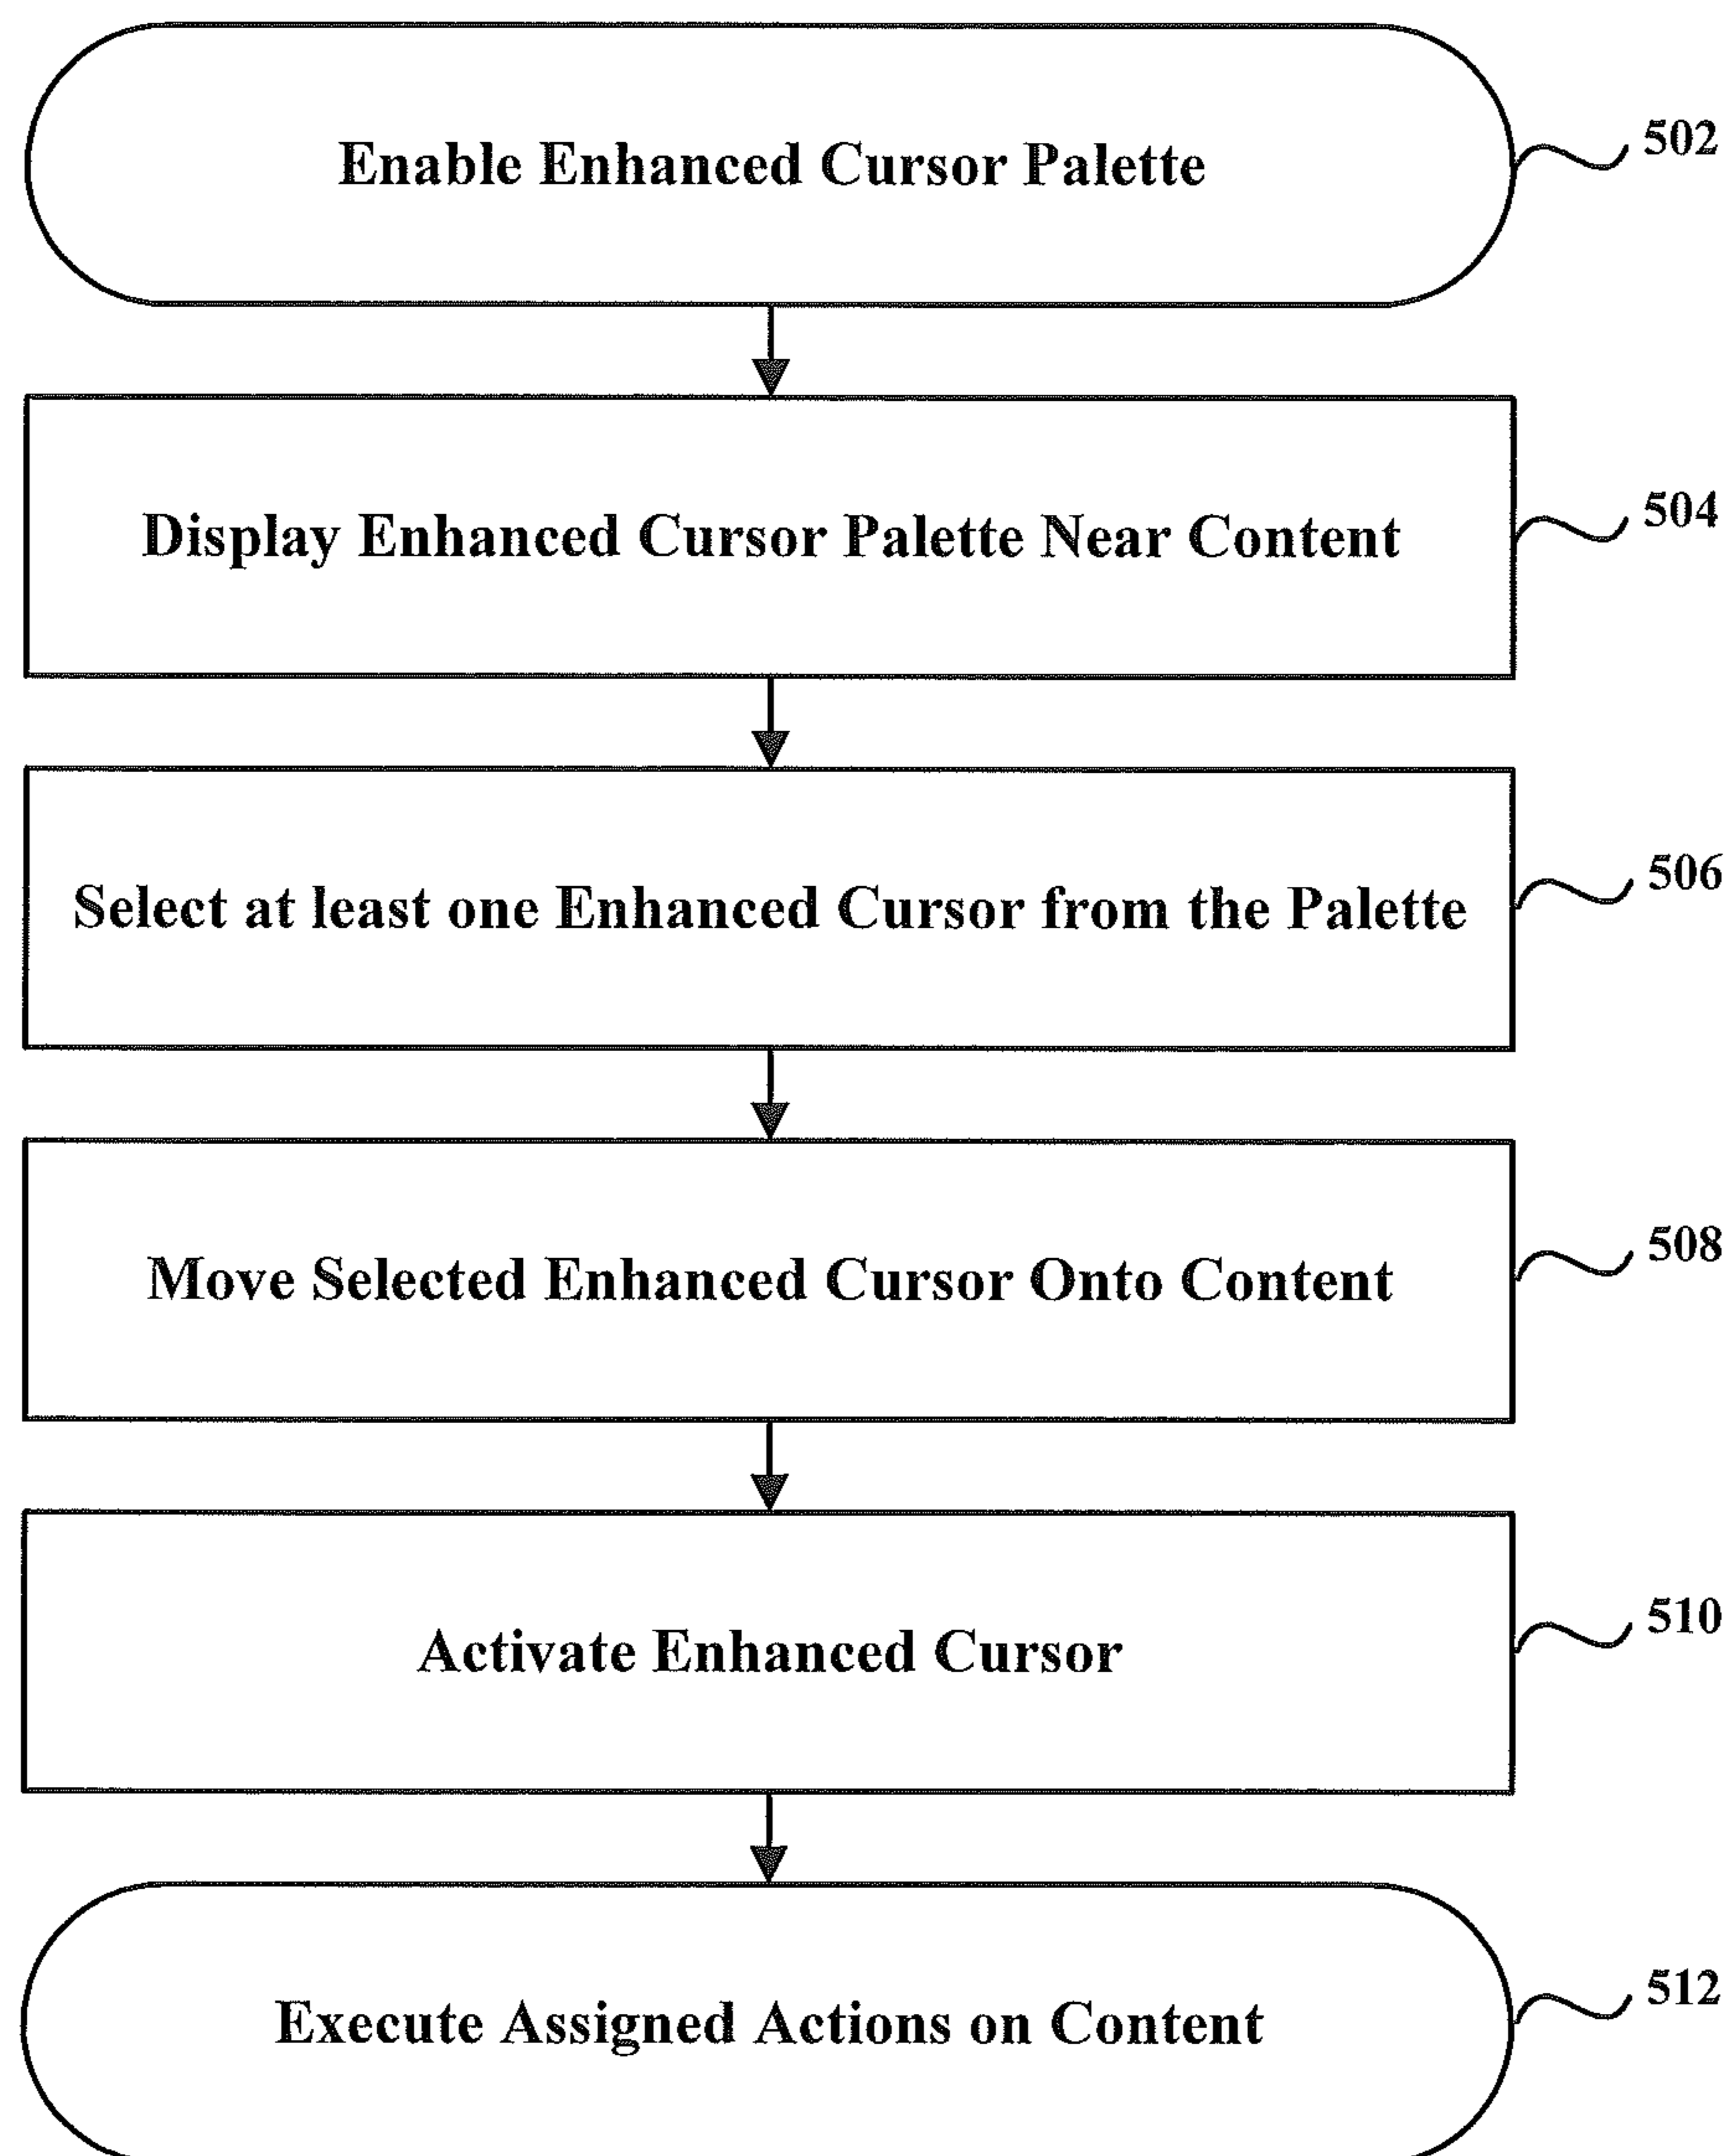 Enable Enhanced Cursor Palette
502
Display Enhanced Cursor Palette Near Content
504
Select at least one Enhanced Cursor from the Palette
506
Move Selected Enhanced Cursor Onto Content
508
Activate Enhanced Cursor
510
Execute Assigned Actions on Content
512